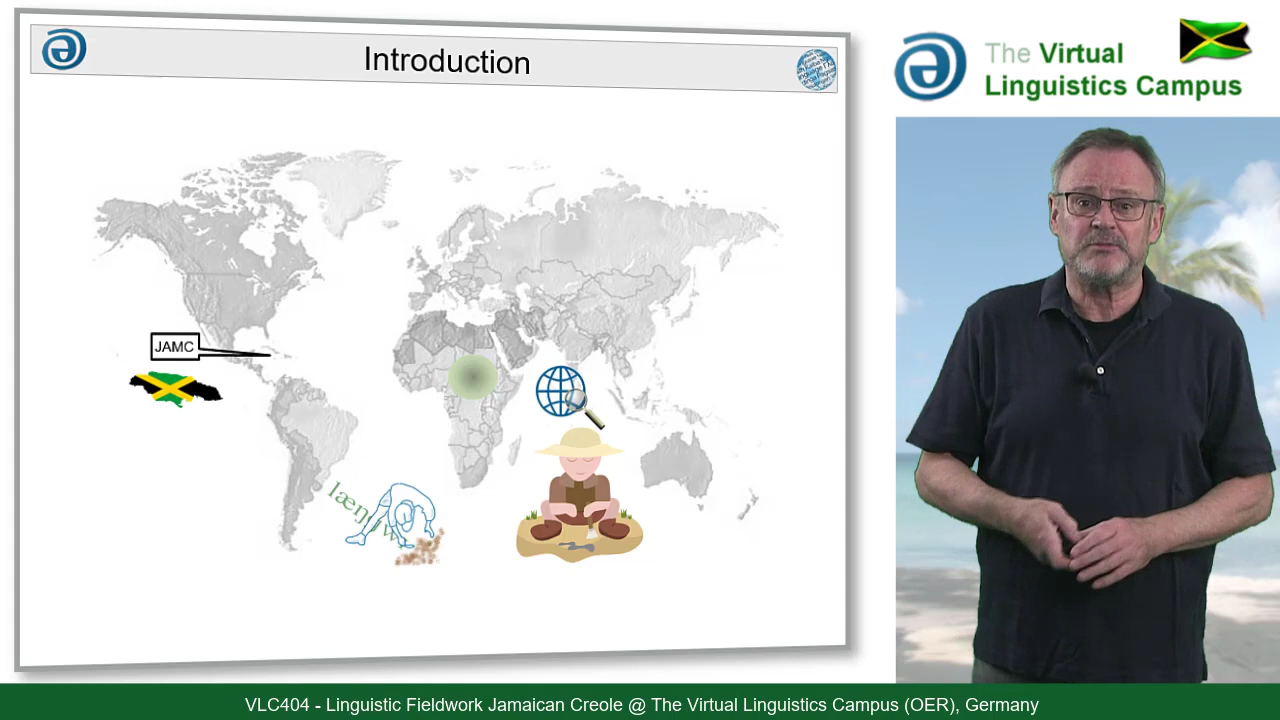 Introduction
The Virtual
Linguistics Campus
JAMC
VLC404 - Linguistic Fieldwork Jamaican Creole @ The Virtual Linguistics Campus (OER), Germany